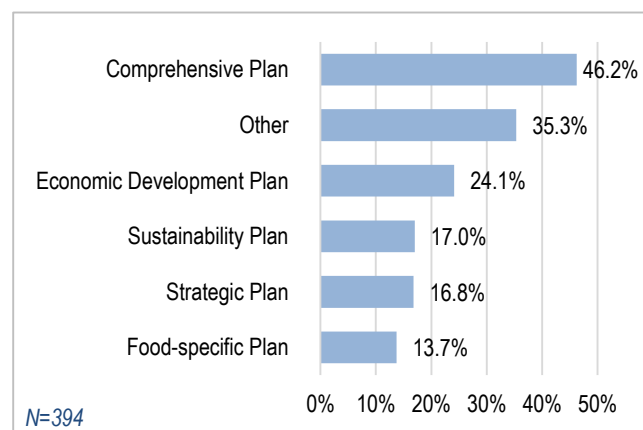 Comprehensive Plan 46.2%
Other 35.3%
Economic Development Plan 24.1%
Sustainability Plan 17.0%
Strategic Plan 16.8%
Food-specific Plan 13.7%
0% 10% 20% 30% 40% 50%
N=394